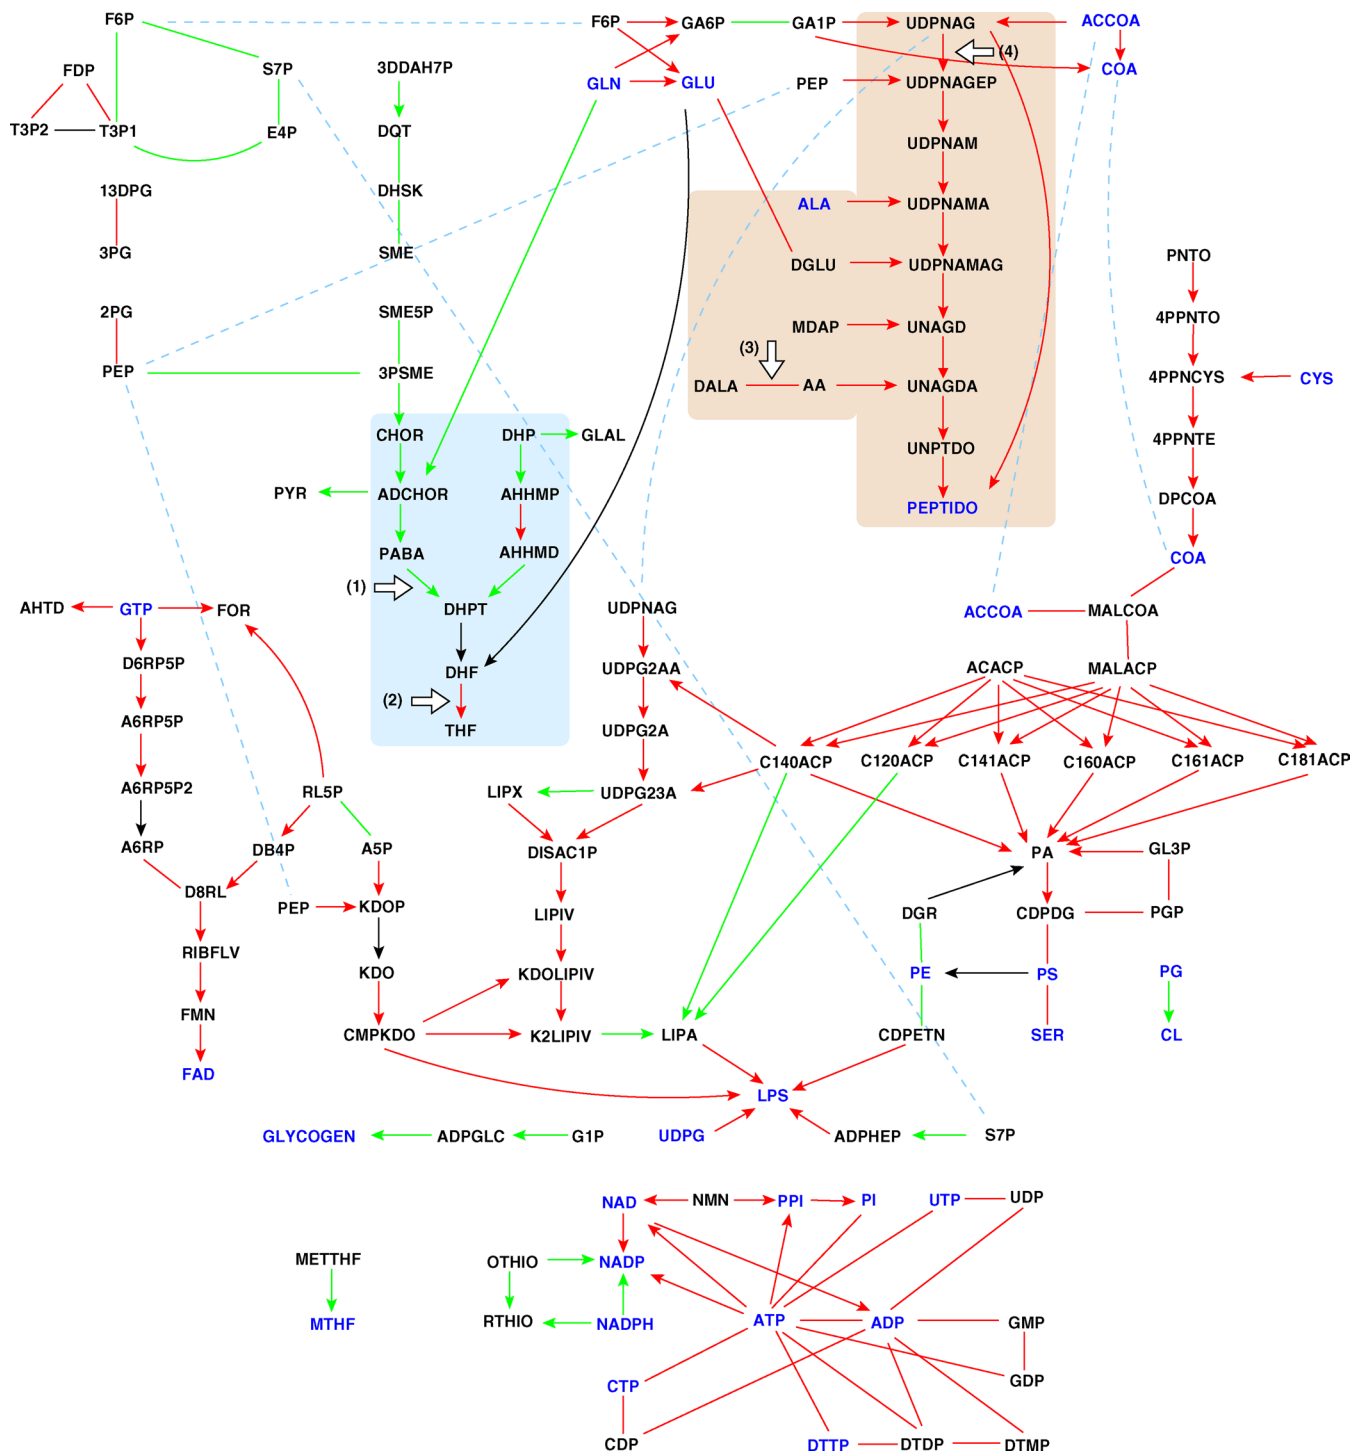 F6P F6P GA6P GA1P UDPNAG ACCOA
(4)
FDP S7P 3DDAH7P COA
GLN GLU PEP UDPNAGEP
T3P2 T3P1 E4P DQT
UDPNAM
13DPG DHSK
ALA UDPNAMA
3PG SME PNTO
DGLU UDPNAMAG
2PG SME5P 4PPNTO
MDAP UNAGD
(3)
PEP 3PSME 4PPNCYS CYS
DALA AA UNAGDA
CHOR DHP GLAL 4PPNTE
UNPTDO
PYR ADCHOR AHHMP DPCOA
PEPTIDO
PABA AHHMD COA
(1)
AHTD GTP FOR DHPT UDPNAG ACCOA MALCOA
D6RP5P DHF UDPG2AA ACACP MALACP
(2)
A6RP5P THF UDPG2A
C140ACP C120ACP C141ACP C160ACP C161ACP C181ACP
A6RP5P2 RL5P LIPX UDPG23A
A6RP DB4P A5P DISAC1P PA GL3P
D8RL PEP KDOP LIPIV DGR CDPDG PGP
RIBFLV KDO KDOLIPIV PE PS PG
FMN CMPKDO K2LIPIV LIPA CDPETN SER CL
FAD
LPS
GLYCOGEN ADPGLC G1P UDPG ADPHEP S7P
NAD NMN PPI PI UTP UDP
METTHF OTHIO NADP
MTHF RTHIO NADPH ATP ADP GMP
CTP GDP
CDP DTTP DTDP DTMP